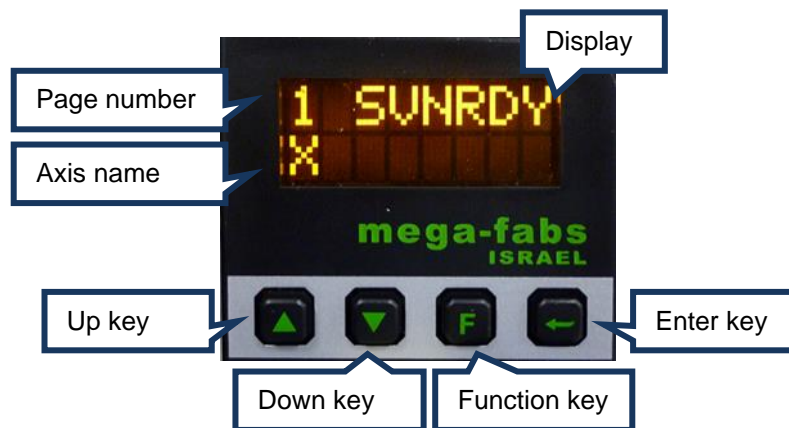 Display
Page number
1 SVNRDY
Axis name
X
mega-fabs
ISRAEL
Up key
F
Enter key
Down key
Function key